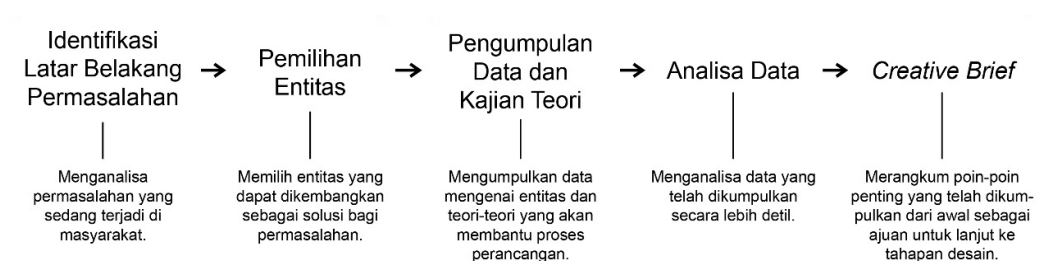 Identifikasi
Latar Belakang
Permasalahan
Pemilihan
Entitas
Pengumpulan
Data dan
Kajian Teori
Analisa Data
Creative Brief
Menganalisa
permasalahan yang
sedang terjadi di
masyarakat.
Memilih entitas yang
dapat dikembangkan
sebagai solusi bagi
permasalahan.
Mengumpulkan data
mengenai entitas dan
teori-teori yang akan
membantu proses
perancangan.
Menganalisa data yang
telah dikumpulkan
secara lebih detil.
Merangkum poin-poin
penting yang telah dikum-
pulkan dari awal sebagai
ajuan untuk lanjut ke
tahapan desain.